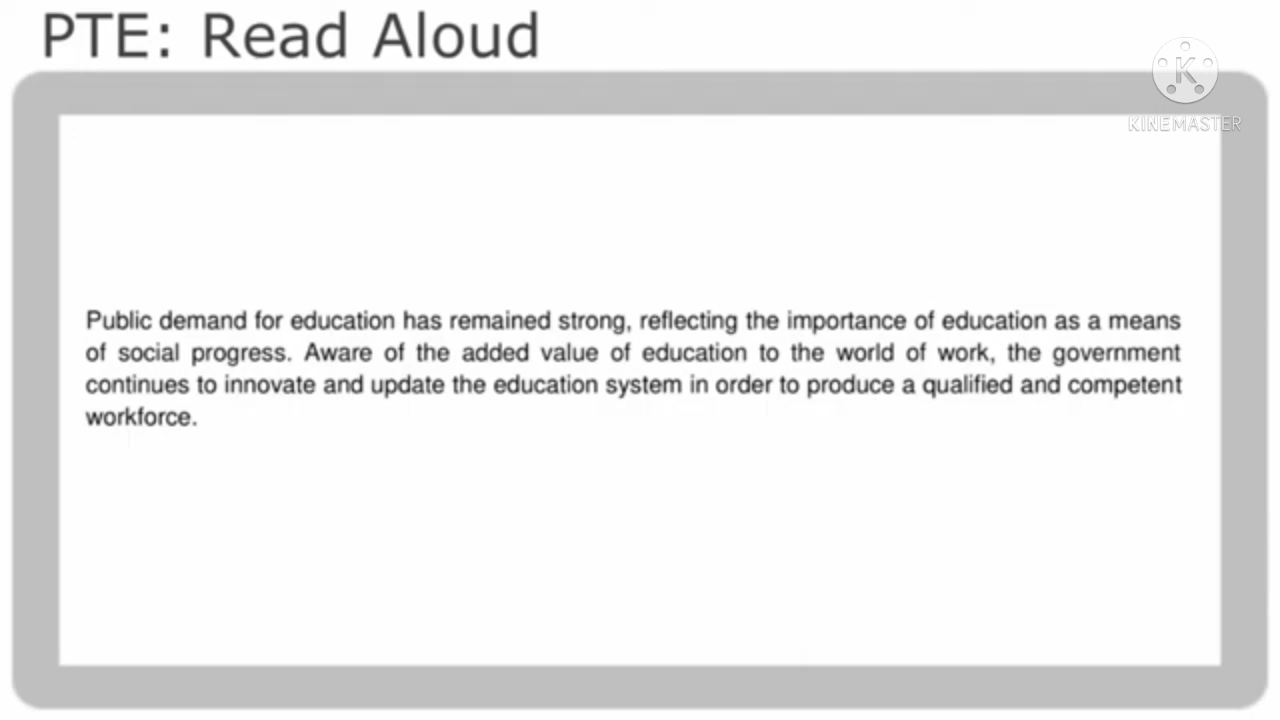 PTE: Read Aloud
KINEMASTER
Public demand for education has remained strong, reflecting the importance of education as a means
of social progress. Aware of the added value of education to the world of work, the government
continues to innovate and update the education system in order to produce a qualified and competent
workforce.